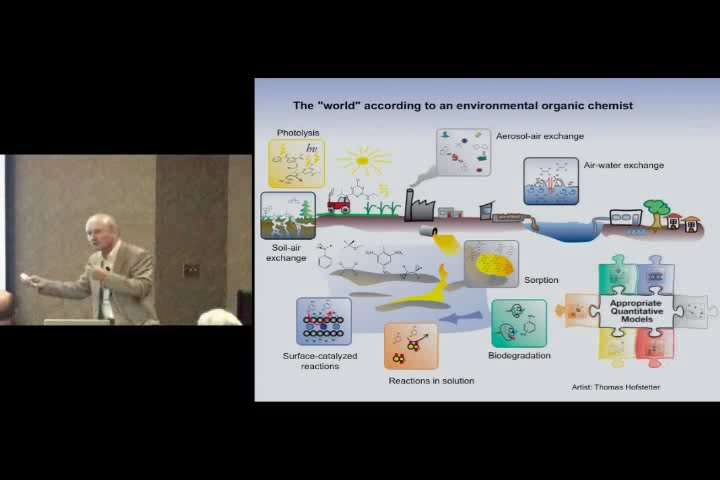 The "world" according to an environmental organic chemist
Photolysis
hν
Aerosol-air exchange
Air-water exchange
Soil-air
exchange
Sorption
Appropriate
Quantitative
Models
Surface-catalyzed
reactions
Reactions in solution
Biodegradation
Artist: Thomas Hofstetter